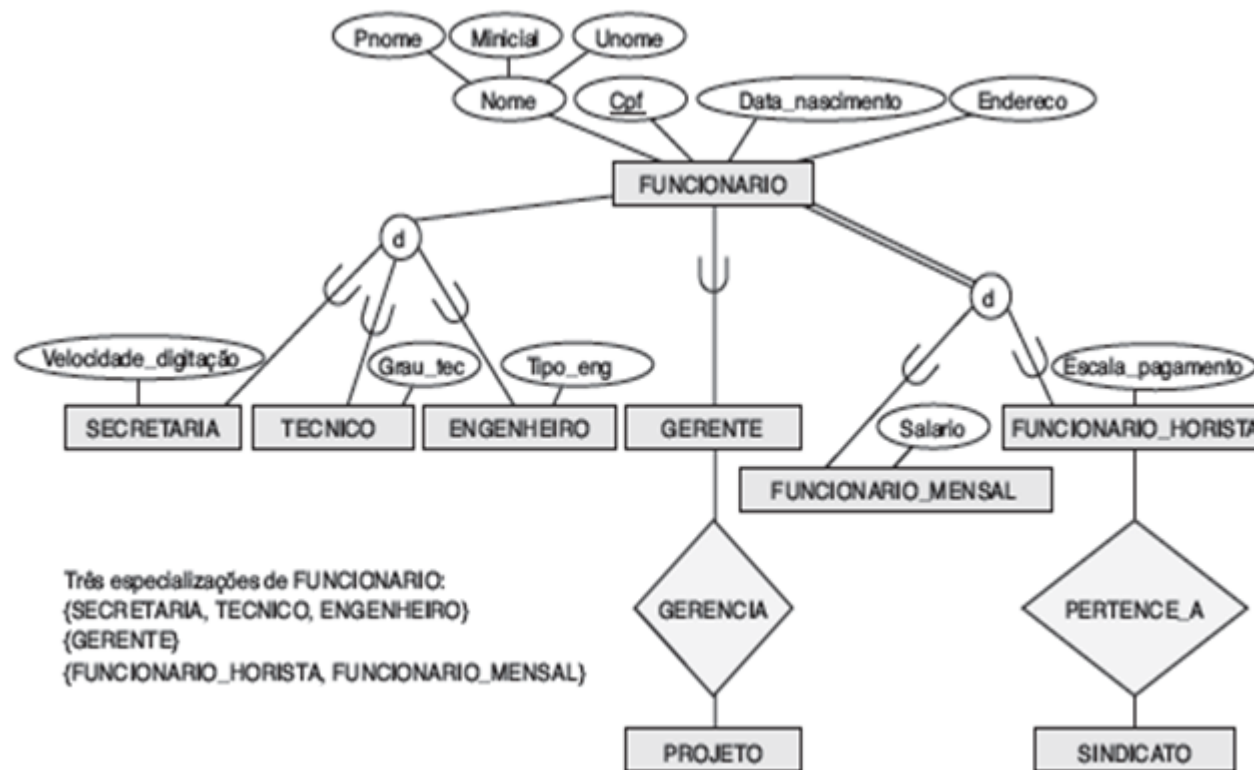 Pnome
Minicial
Unome
Nome
Cpf
Data_nascimento
Endereco
FUNCIONARIO
d
d
Velocidade_digitação
Grau_tec
Tipo_eng
Escala_pagamento
SECRETARIA
TECNICO
ENGENHEIRO
GERENTE
Salario
FUNCIONARIO_HORISTA
FUNCIONARIO_MENSAL
Três especializações de FUNCIONARIO:
{SECRETARIA, TECNICO, ENGENHEIRO}
{GERENTE}
{FUNCIONARIO_HORISTA, FUNCIONARIO_MENSAL}
GERENCIA
PERTENCE_A
PROJETO
SINDICATO